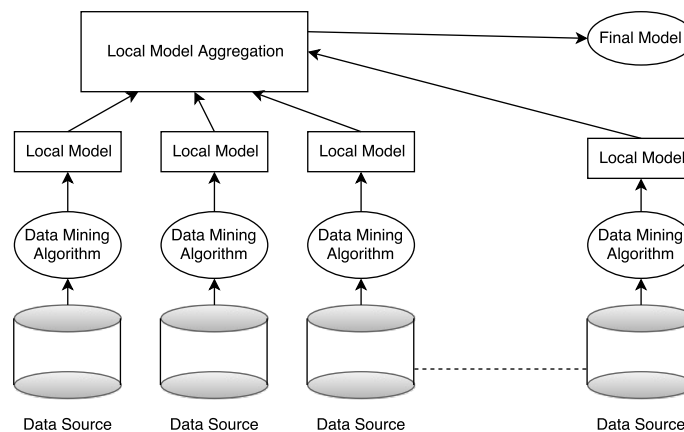 Local Model Aggregation
Final Model
Local Model
Local Model
Local Model
Local Model
Data Mining
Algorithm
Data Mining
Algorithm
Data Mining
Algorithm
Data Mining
Algorithm
Data Source
Data Source
Data Source
Data Source